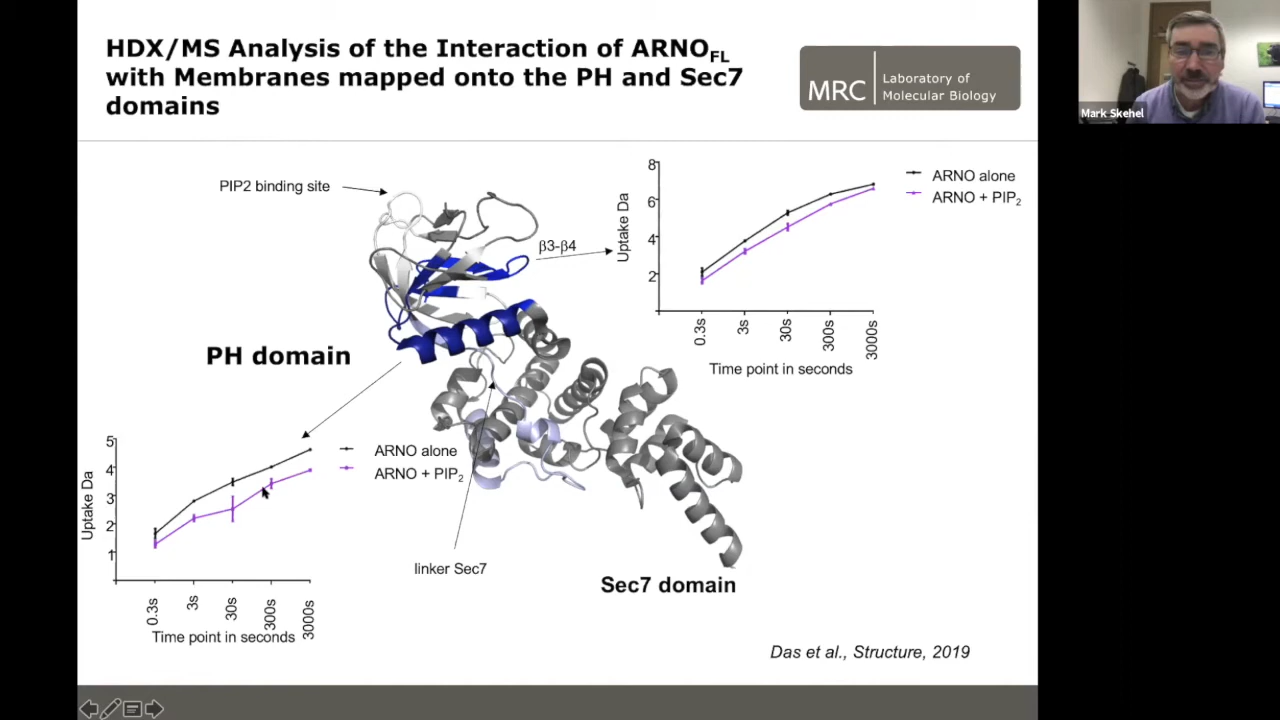 HDX/MS Analysis of the Interaction of ARNOFL
with Membranes mapped onto the PH and Sec7
domains
MRC
Laboratory of
Molecular Biology
Mark Skehel
PIP2 binding site
β3-β4
PH domain
linker Sec7
Sec7 domain
8
6
4
2
Uptake Da
0.3s
3s
30s
300s
3000s
Time point in seconds
ARNO alone
ARNO + PIP2
5
4
3
2
1
Uptake Da
0.3s
3s
30s
300s
3000s
Time point in seconds
ARNO alone
ARNO + PIP2
Das et al., Structure, 2019